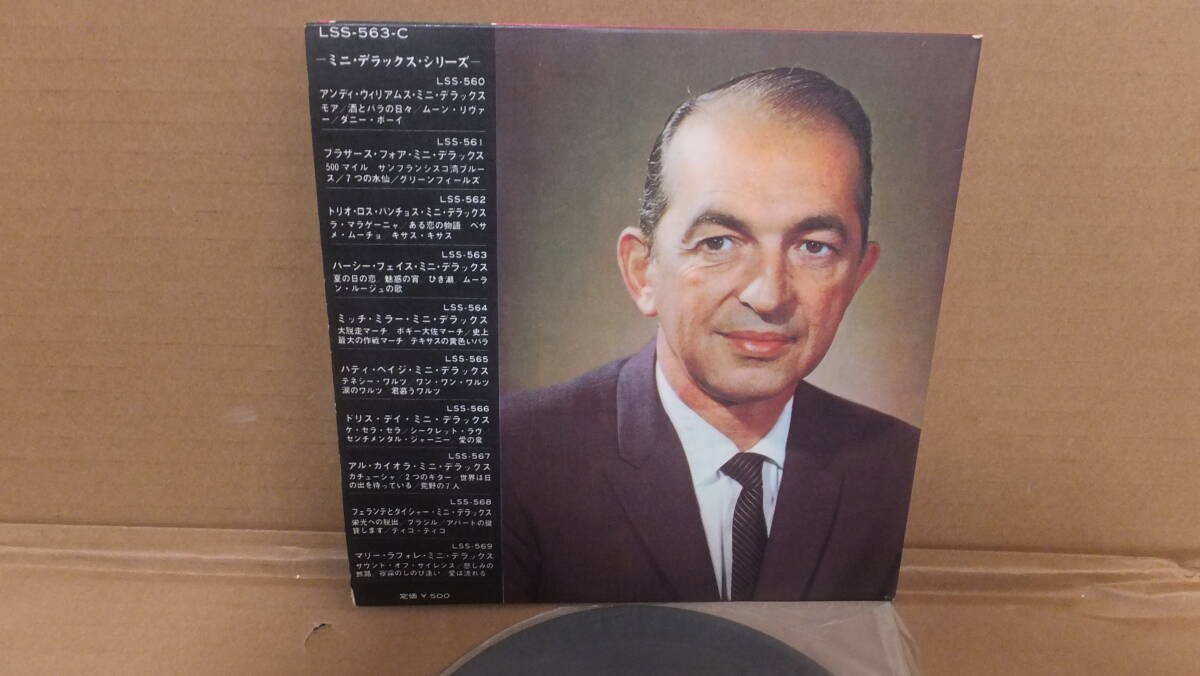 LSS-563-C
―ミニ・デラックス・シリーズ―
LSS-560
アンディ・ウィリアムス・ミニ・デラックス
モア/酒とバラの日々/ムーン・リヴァ
ー/ダニー・ボーイ
LSS-561
ブラザース・フォア・ミニ・デラックス
500マイル サンフランシスコ湾ブルー
ス/7つの水仙/グリーンフィールズ
LSS-562
トリオ・ロス・パンチョス・ミニ・デラックス
ラ・マラゲーニャ ある恋の物語 ベサ
メ・ムーチョ キサス・キサス
LSS-563
パーシー・フェイス・ミニ・デラックス
夏の日の恋 魅惑の宵 ひき潮 ムーラ
ン・ルージュの歌
LSS-564
ミッチ・ミラー・ミニ・デラックス
大脱走マーチ ボギー大佐マーチ/史上
最大の作戦マーチ テキサスの黄色いバラ
LSS-565
パティ・ペイジ・ミニ・デラックス
テネシー・ワルツ ワン・ワン・ワルツ
涙のワルツ 君慕うワルツ
LSS-566
ドリス・デイ・ミニ・デラックス
ケ・セラ・セラ/シークレット・ラヴ/
センチメンタル・ジャーニー 愛の泉
LSS-567
アル・カイオラ・ミニ・デラックス
カチューシャ/2つのギター/世界は日
の出を待っている/荒野の7人
LSS-568
フェランテとタイシャー・ミニ・デラックス
栄光への脱出/ブラジル/アパートの鍵
貸します/ティコ・ティコ
LSS-569
マリー・ラフォレ・ミニ・デラックス
サウンド・オブ・サイレンス/悲しみの
旅路/夜霧のしのび逢い 愛は流れる
定価 ¥500